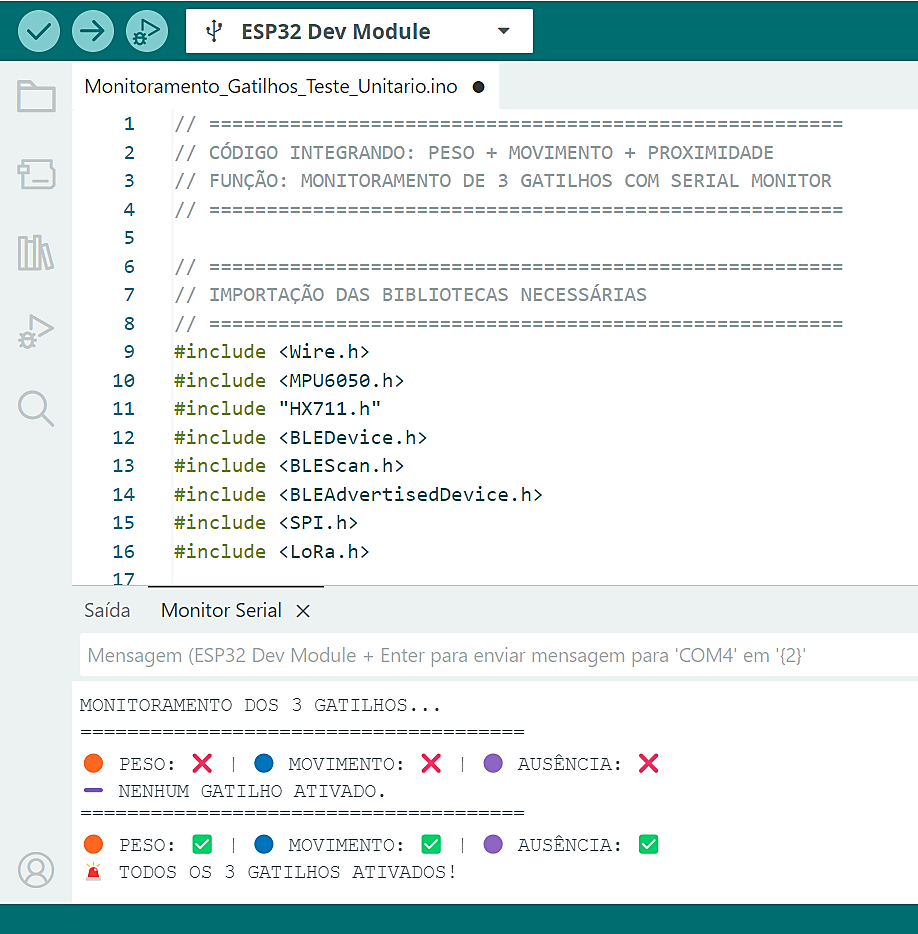 ESP32 Dev Module
Monitoramento_Gatilhos_Teste_Unitario.ino
1 // =======================================================
2 // CÓDIGO INTEGRANDO: PESO + MOVIMENTO + PROXIMIDADE
3 // FUNÇÃO: MONITORAMENTO DE 3 GATILHOS COM SERIAL MONITOR
4 // =======================================================
5
6 // =======================================================
7 // IMPORTAÇÃO DAS BIBLIOTECAS NECESSÁRIAS
8 // =======================================================
9 #include <Wire.h>
10 #include <MPU6050.h>
11 #include "HX711.h"
12 #include <BLEDevice.h>
13 #include <BLEScan.h>
14 #include <BLEAdvertisedDevice.h>
15 #include <SPI.h>
16 #include <LoRa.h>
17
Saída Monitor Serial ×
Mensagem (ESP32 Dev Module + Enter para enviar mensagem para 'COM4' em '{2}'
MONITORAMENTO DOS 3 GATILHOS...
======================================
🟠 PESO: ❌ | 🔵 MOVIMENTO: ❌ | 🟣 AUSÊNCIA: ❌
➖ NENHUM GATILHO ATIVADO.
======================================
🟠 PESO: ✅ | 🔵 MOVIMENTO: ✅ | 🟣 AUSÊNCIA: ✅
🚨 TODOS OS 3 GATILHOS ATIVADOS!